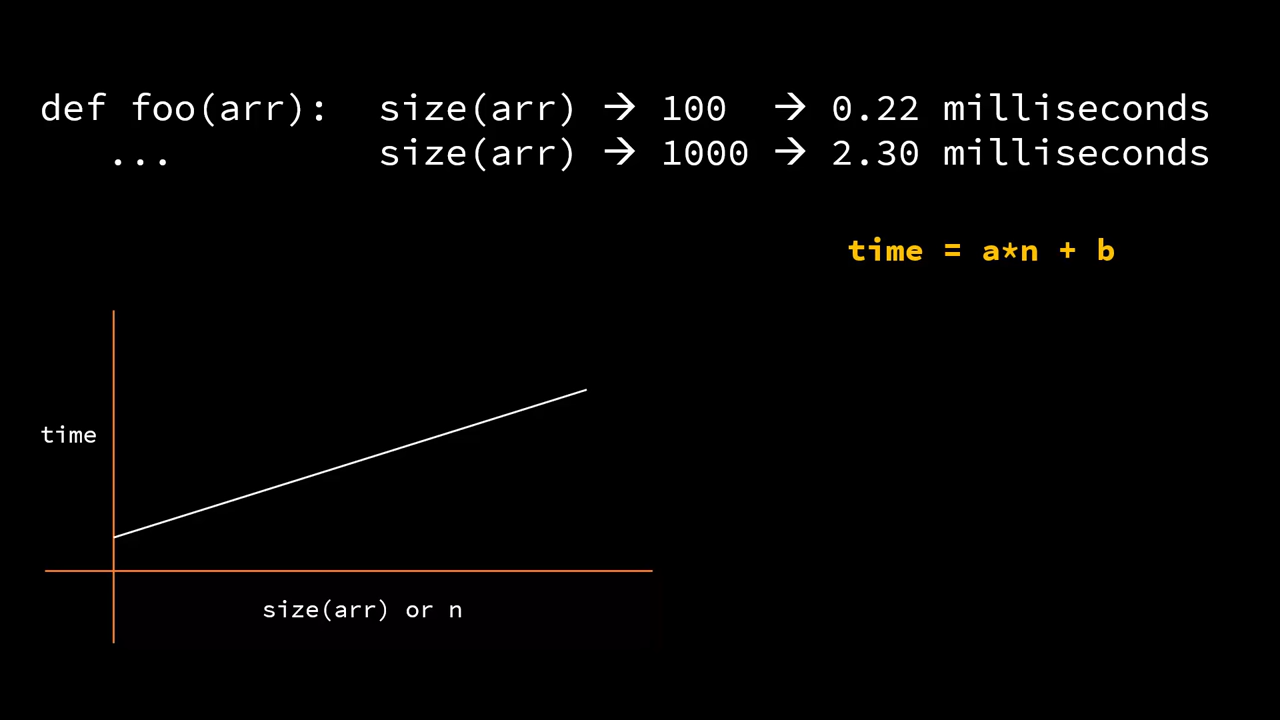 def foo(arr): size(arr) → 100 → 0.22 milliseconds
... size(arr) → 1000 → 2.30 milliseconds
time = a*n + b
time
size(arr) or n